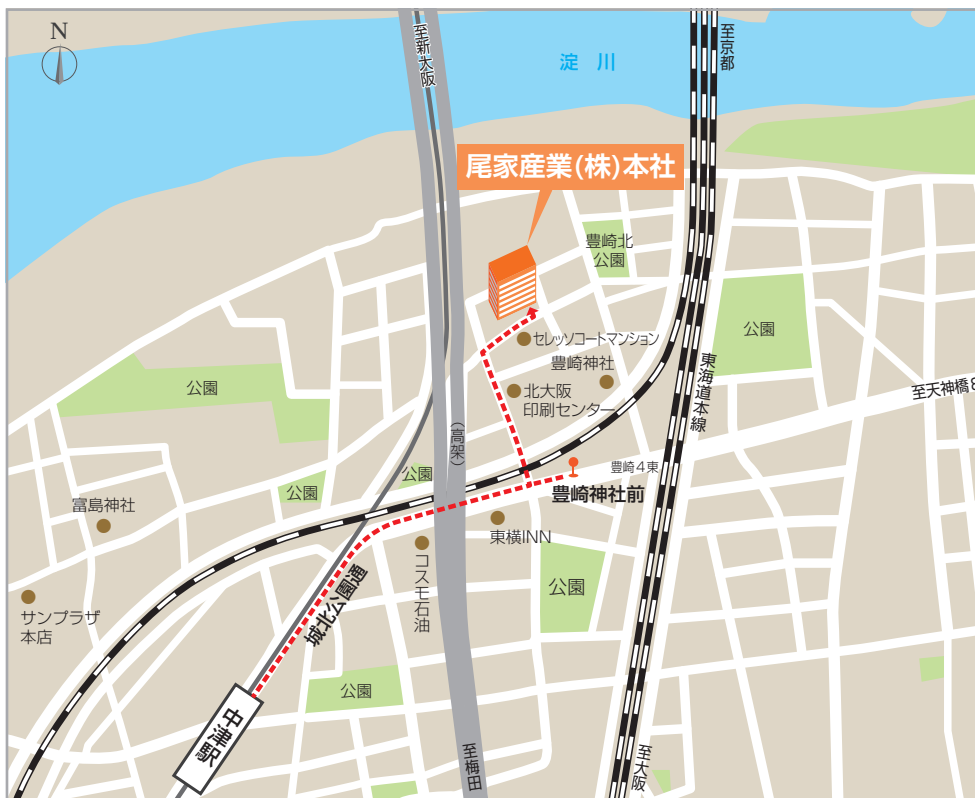 N
至新大阪
淀 川
至京都
尾家産業(株)本社
豊崎北
公園
公園
セレッソコートマンション
豊崎神社
東海道本線
至天神橋8
公園
北大阪
印刷センター
(高架)
公園
豊崎4東
公園
豊崎神社前
富島神社
東横INN
コスモ石油
公園
城北公園通
サンプラザ
本店
公園
中津駅
至梅田
至大阪